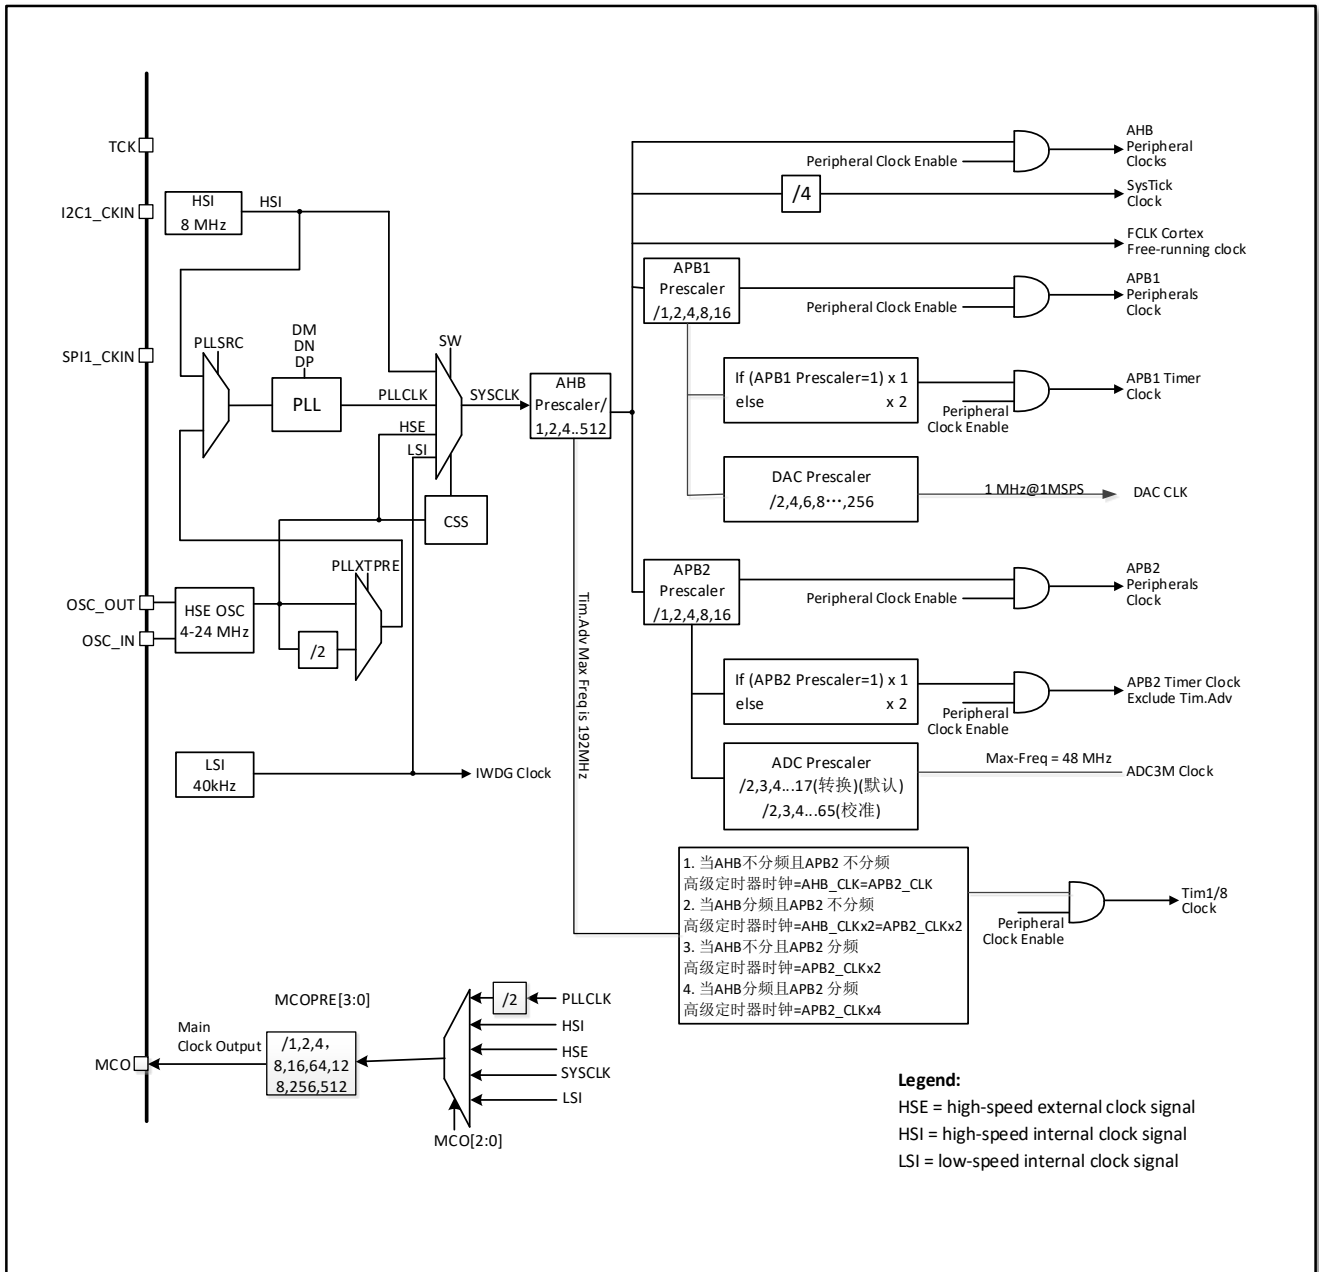 TCK
I2C1_CKIN
HSI
8 MHz
HSI
SPI1_CKIN
PLLSRC
DM
DN
DP
PLL
PLLCLK
HSE
LSI
SW
SYSCLK
CSS
PLLXTPRE
OSC_OUT
OSC_IN
HSE OSC
4-24 MHz
/2
LSI
40kHz
IWDG Clock
AHB
Prescaler/
1,2,4..512
Tim.Adv Max Freq is 192MHz
Peripheral Clock Enable
AHB
Peripheral
Clocks
/4
SysTick
Clock
FCLK Cortex
Free-running clock
APB1
Prescaler
/1,2,4,8,16
Peripheral Clock Enable
APB1
Peripherals
Clock
If (APB1 Prescaler=1) x 1
else x 2
Peripheral
Clock Enable
APB1 Timer
Clock
DAC Prescaler
/2,4,6,8⋯,256
1 MHz@1MSPS
DAC CLK
APB2
Prescaler
/1,2,4,8,16
Peripheral Clock Enable
APB2
Peripherals
Clock
If (APB2 Prescaler=1) x 1
else x 2
Peripheral
Clock Enable
APB2 Timer Clock
Exclude Tim.Adv
ADC Prescaler
/2,3,4...17(转换)(默认)
/2,3,4...65(校准)
Max-Freq = 48 MHz
ADC3M Clock
1. 当AHB不分频且APB2 不分频
高级定时器时钟=AHB_CLK=APB2_CLK
2. 当AHB分频且APB2 不分频
高级定时器时钟=AHB_CLKx2=APB2_CLKx2
3. 当AHB不分且APB2 分频
高级定时器时钟=APB2_CLKx2
4. 当AHB分频且APB2 分频
高级定时器时钟=APB2_CLKx4
Peripheral
Clock Enable
Tim1/8
Clock
MCO
Main
Clock Output
MCOPRE[3:0]
/1,2,4，
8,16,64,12
8,256,512
/2
PLLCLK
HSI
HSE
SYSCLK
LSI
MCO[2:0]
Legend:
HSE = high-speed external clock signal
HSI = high-speed internal clock signal
LSI = low-speed internal clock signal